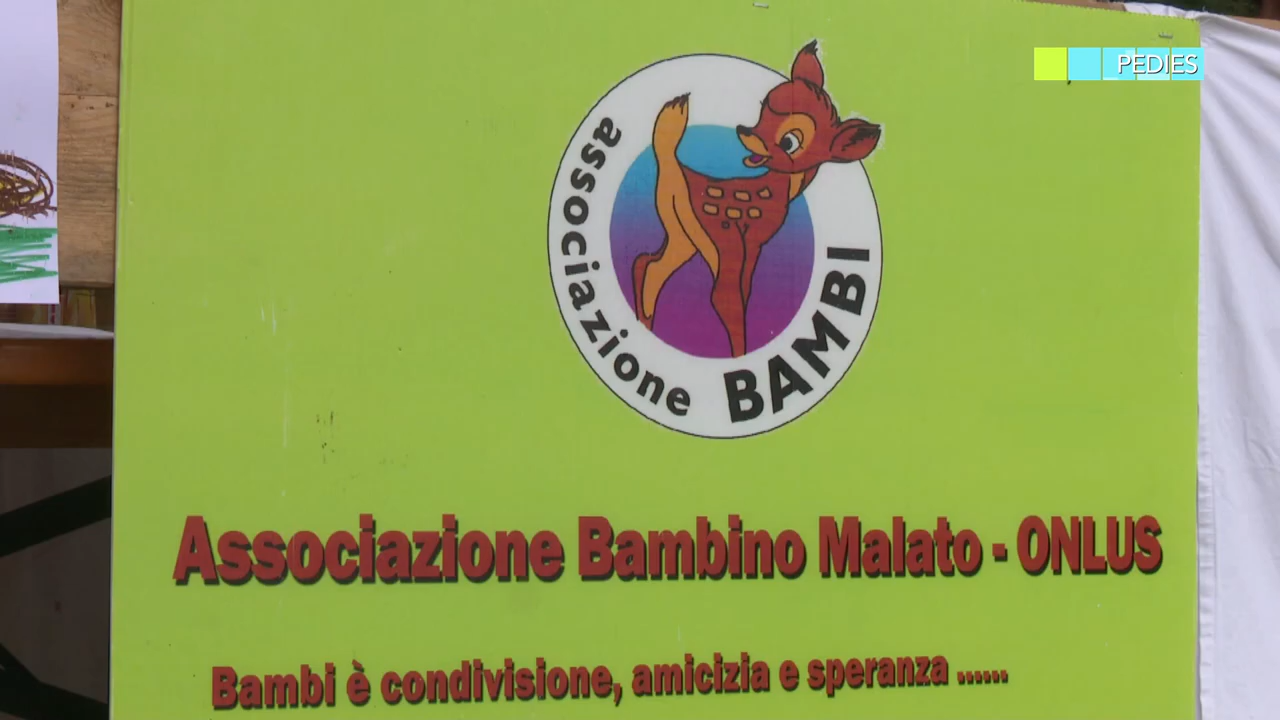 PEDIES
associazione BAMBI
Associazione Bambino Malato - ONLUS
Bambi è condivisione, amicizia e speranza ......